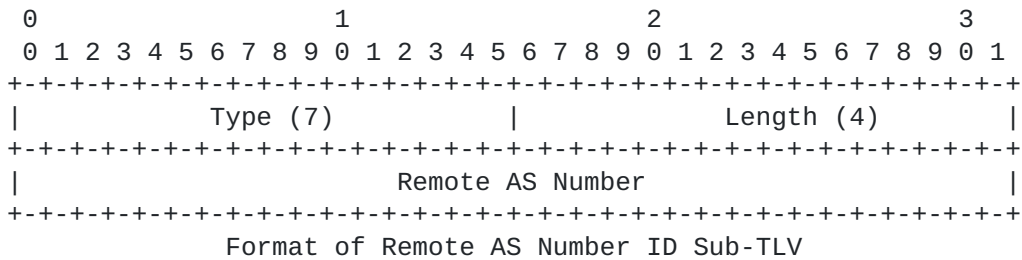 0                   1                   2                   3
 0 1 2 3 4 5 6 7 8 9 0 1 2 3 4 5 6 7 8 9 0 1 2 3 4 5 6 7 8 9 0 1
+-+-+-+-+-+-+-+-+-+-+-+-+-+-+-+-+-+-+-+-+-+-+-+-+-+-+-+-+-+-+-+-+
|            Type (7)           |             Length (4)        |
+-+-+-+-+-+-+-+-+-+-+-+-+-+-+-+-+-+-+-+-+-+-+-+-+-+-+-+-+-+-+-+-+
|                        Remote AS Number                       |
+-+-+-+-+-+-+-+-+-+-+-+-+-+-+-+-+-+-+-+-+-+-+-+-+-+-+-+-+-+-+-+-+
              Format of Remote AS Number ID Sub-TLV